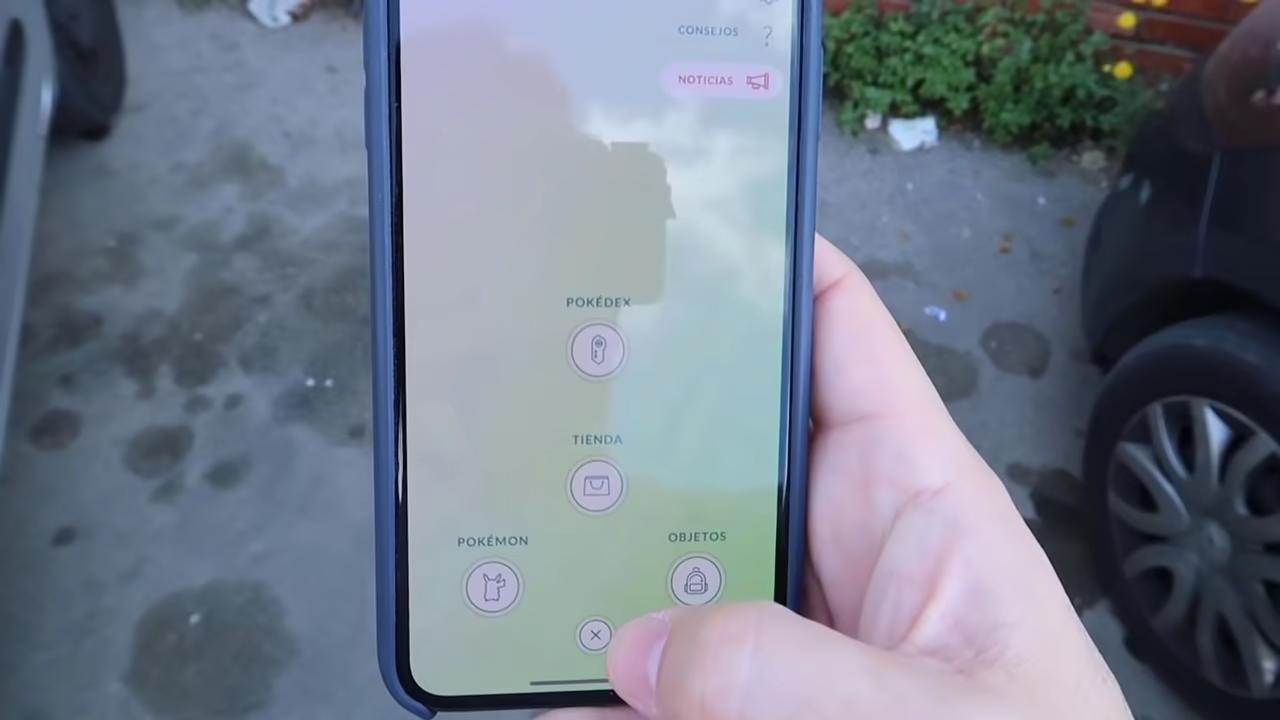 CONSEJOS
NOTICIAS
POKÉDEX
TIENDA
POKÉMON
OBJETOS